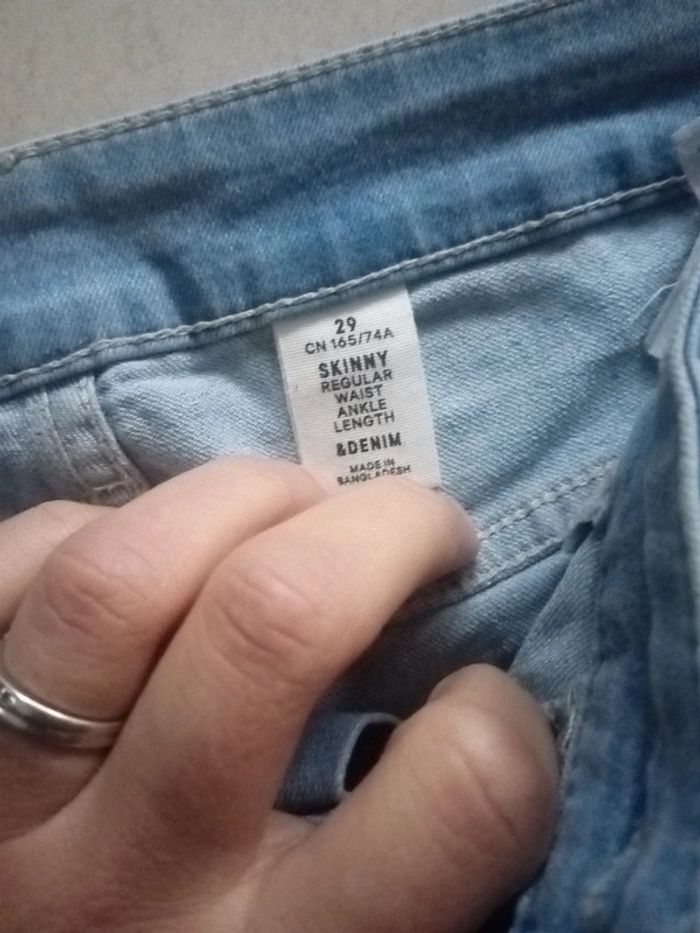 29
CN 165/74A
SKINNY
REGULAR
WAIST
ANKLE
LENGTH
&DENIM
MADE IN
BANGLADESH